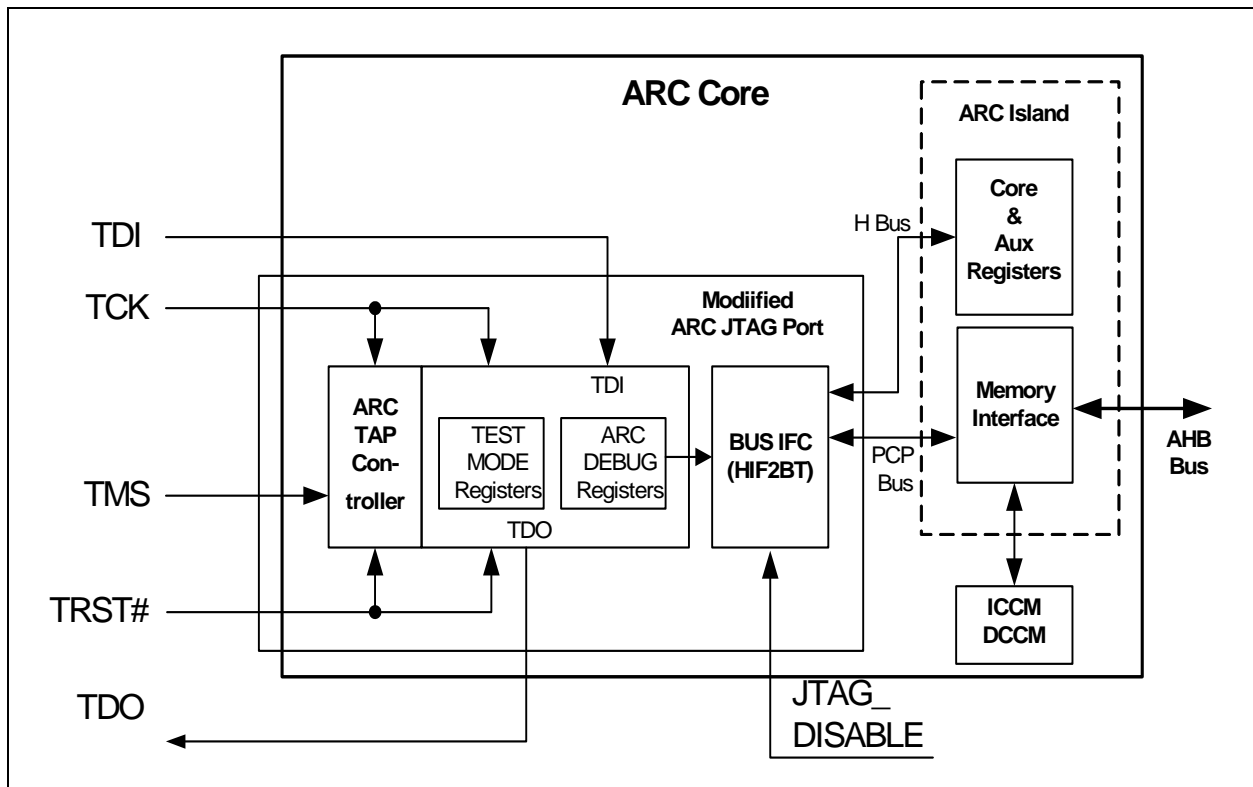 ARC Core
ARC Island
Core
&
Aux
Registers
H Bus
TDI
TCK
Modiified
ARC JTAG Port
TDI
ARC
TAP
Con-
troller
TEST
MODE
Registers
ARC
DEBUG
Registers
TDO
BUS IFC
(HIF2BT)
PCP
Bus
Memory
Interface
AHB
Bus
TMS
TRST#
ICCM
DCCM
TDO
JTAG_
DISABLE